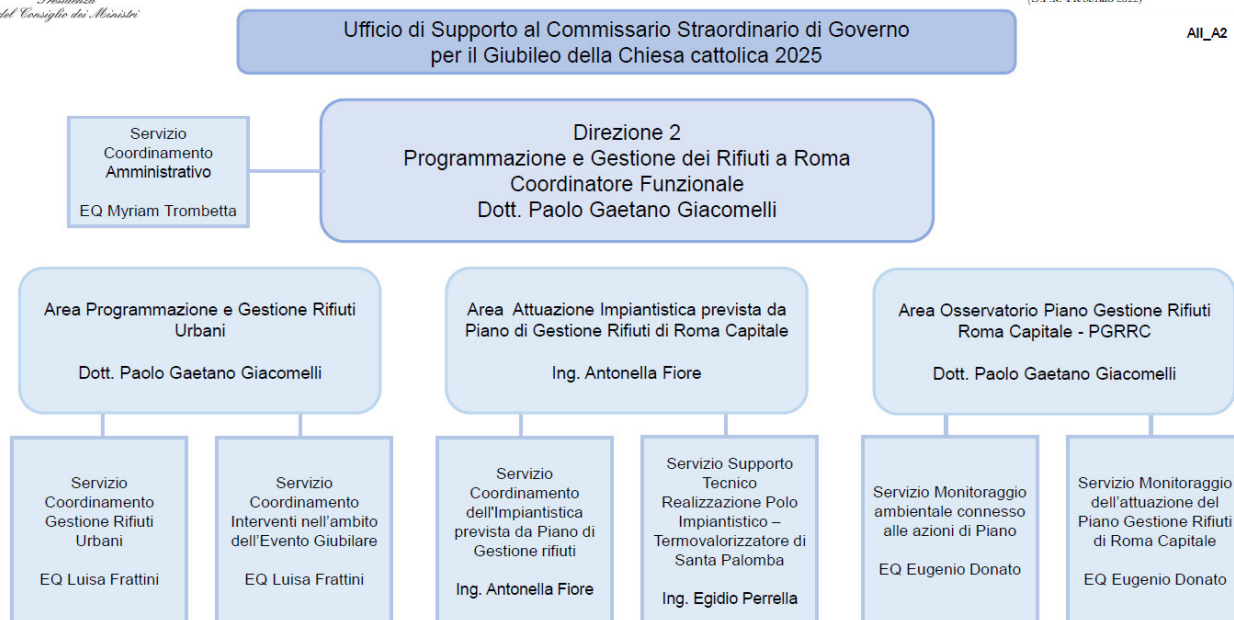 Presidenza
del Consiglio dei Ministri
Ufficio di Supporto al Commissario Straordinario di Governo
per il Giubileo della Chiesa cattolica 2025
All_A2
Servizio
Coordinamento
Amministrativo
EQ Myriam Trombetta
Direzione 2
Programmazione e Gestione dei Rifiuti a Roma
Coordinatore Funzionale
Dott. Paolo Gaetano Giacomelli
Area Programmazione e Gestione Rifiuti
Urbani
Dott. Paolo Gaetano Giacomelli
Area Attuazione Impiantistica prevista da
Piano di Gestione Rifiuti di Roma Capitale
Ing. Antonella Fiore
Area Osservatorio Piano Gestione Rifiuti
Roma Capitale - PGRRC
Dott. Paolo Gaetano Giacomelli
Servizio
Coordinamento
Gestione Rifiuti
Urbani
EQ Luisa Frattini
Servizio
Coordinamento
Interventi nell'ambito
dell'Evento Giubilare
EQ Luisa Frattini
Servizio
Coordinamento
dell'Impiantistica
prevista da Piano di
Gestione rifiuti
Ing. Antonella Fiore
Servizio Supporto
Tecnico
Realizzazione Polo
Impiantistico –
Termovalorizzatore di
Santa Palomba
Ing. Egidio Perrella
Servizio Monitoraggio
ambientale connesso
alle azioni di Piano
EQ Eugenio Donato
Servizio Monitoraggio
dell'attuazione del
Piano Gestione Rifiuti
di Roma Capitale
EQ Eugenio Donato